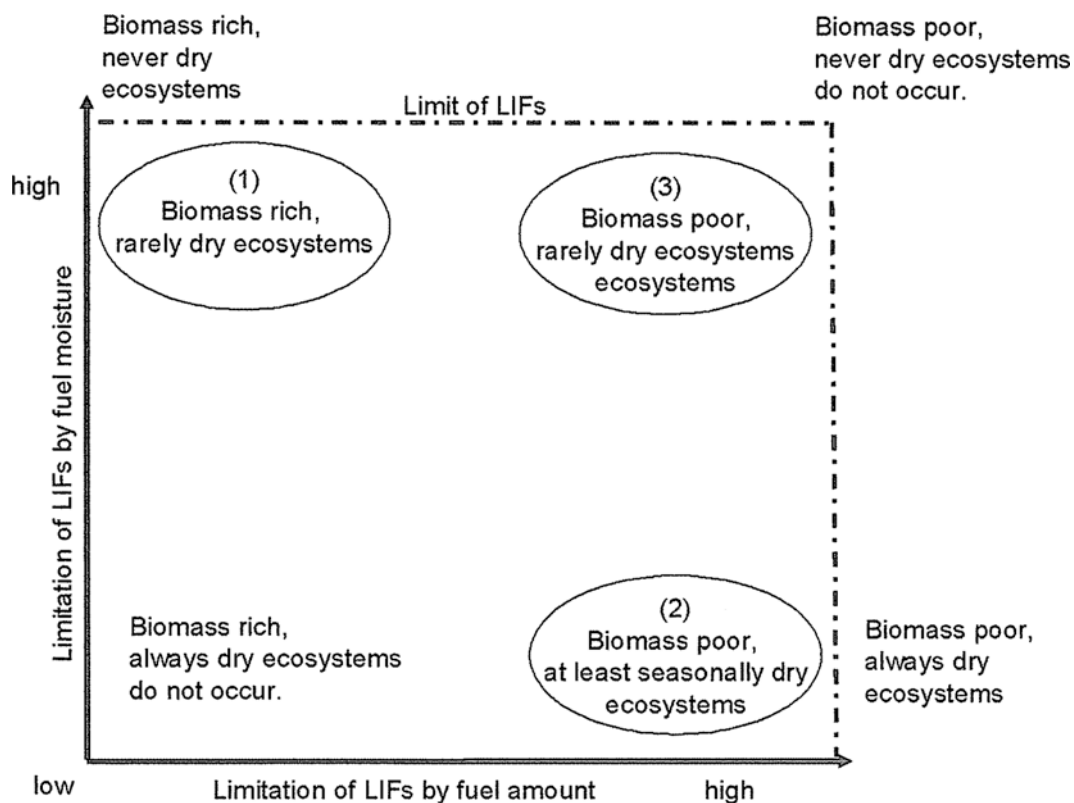 Biomass rich,
never dry
ecosystems
Biomass poor,
never dry ecosystems
do not occur.
Limit of LIFs
high
(1)
Biomass rich,
rarely dry ecosystems
(3)
Biomass poor,
rarely dry ecosystems
ecosystems
Limitation of LIFs by fuel moisture
Biomass rich,
always dry ecosystems
do not occur.
(2)
Biomass poor,
at least seasonally dry
ecosystems
Biomass poor,
always dry
ecosystems
low
Limitation of LIFs by fuel amount
high